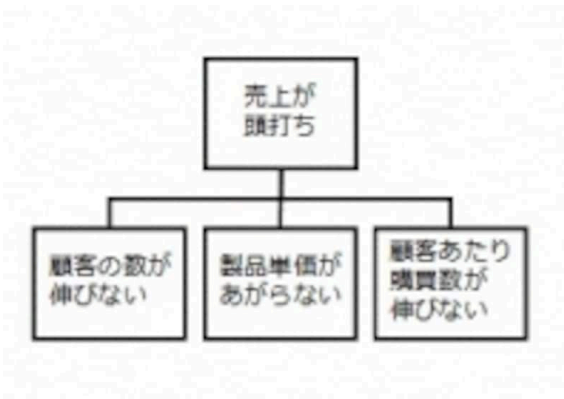 売上が
頭打ち
顧客の数が
伸びない
製品単価が
あがらない
顧客あたり
購買数が
伸びない